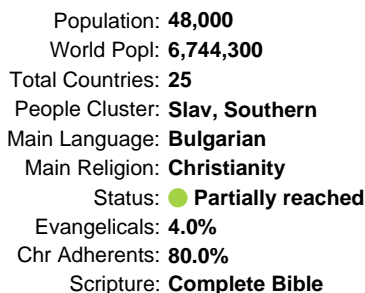 Population: 48,000
World Popl: 6,744,300
Total Countries: 25
People Cluster: Slav, Southern
Main Language: Bulgarian
Main Religion: Christianity
Status: Partially reached
Evangelicals: 4.0%
Chr Adherents: 80.0%
Scripture: Complete Bible